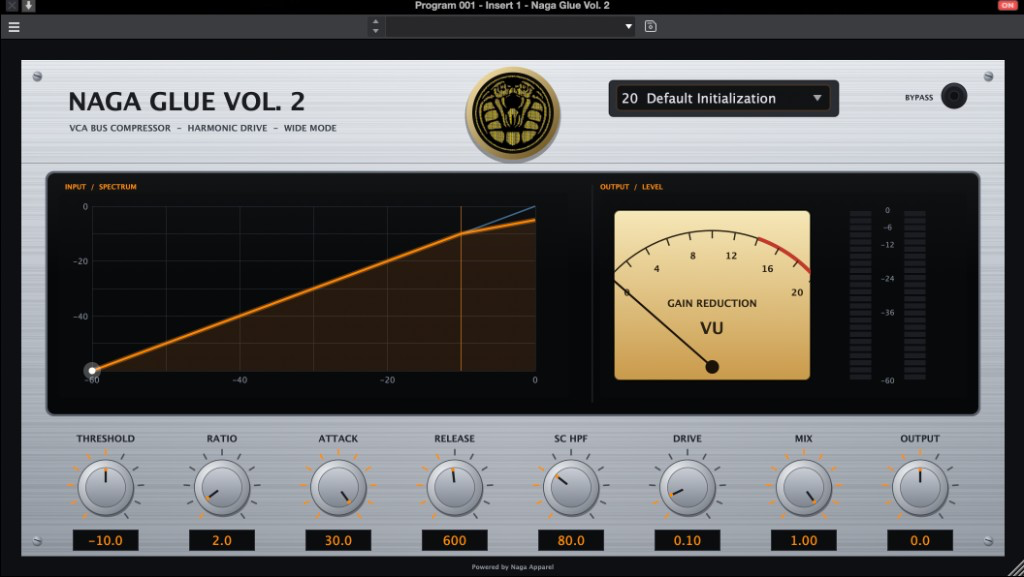 Program 001 - Insert 1 - Naga Glue Vol. 2
ON
NAGA GLUE VOL. 2
VCA BUS COMPRESSOR – HARMONIC DRIVE – WIDE MODE
20 Default Initialization
BYPASS
INPUT / SPECTRUM
0
-20
-40
-60
-40
-20
0
OUTPUT / LEVEL
0
4
8
12
16
20
GAIN REDUCTION
VU
0
-6
-12
-24
-36
-60
THRESHOLD RATIO ATTACK RELEASE SC HPF DRIVE MIX OUTPUT
-10.0 2.0 30.0 600 80.0 0.10 1.00 0.0
Powered by Naga Apparel